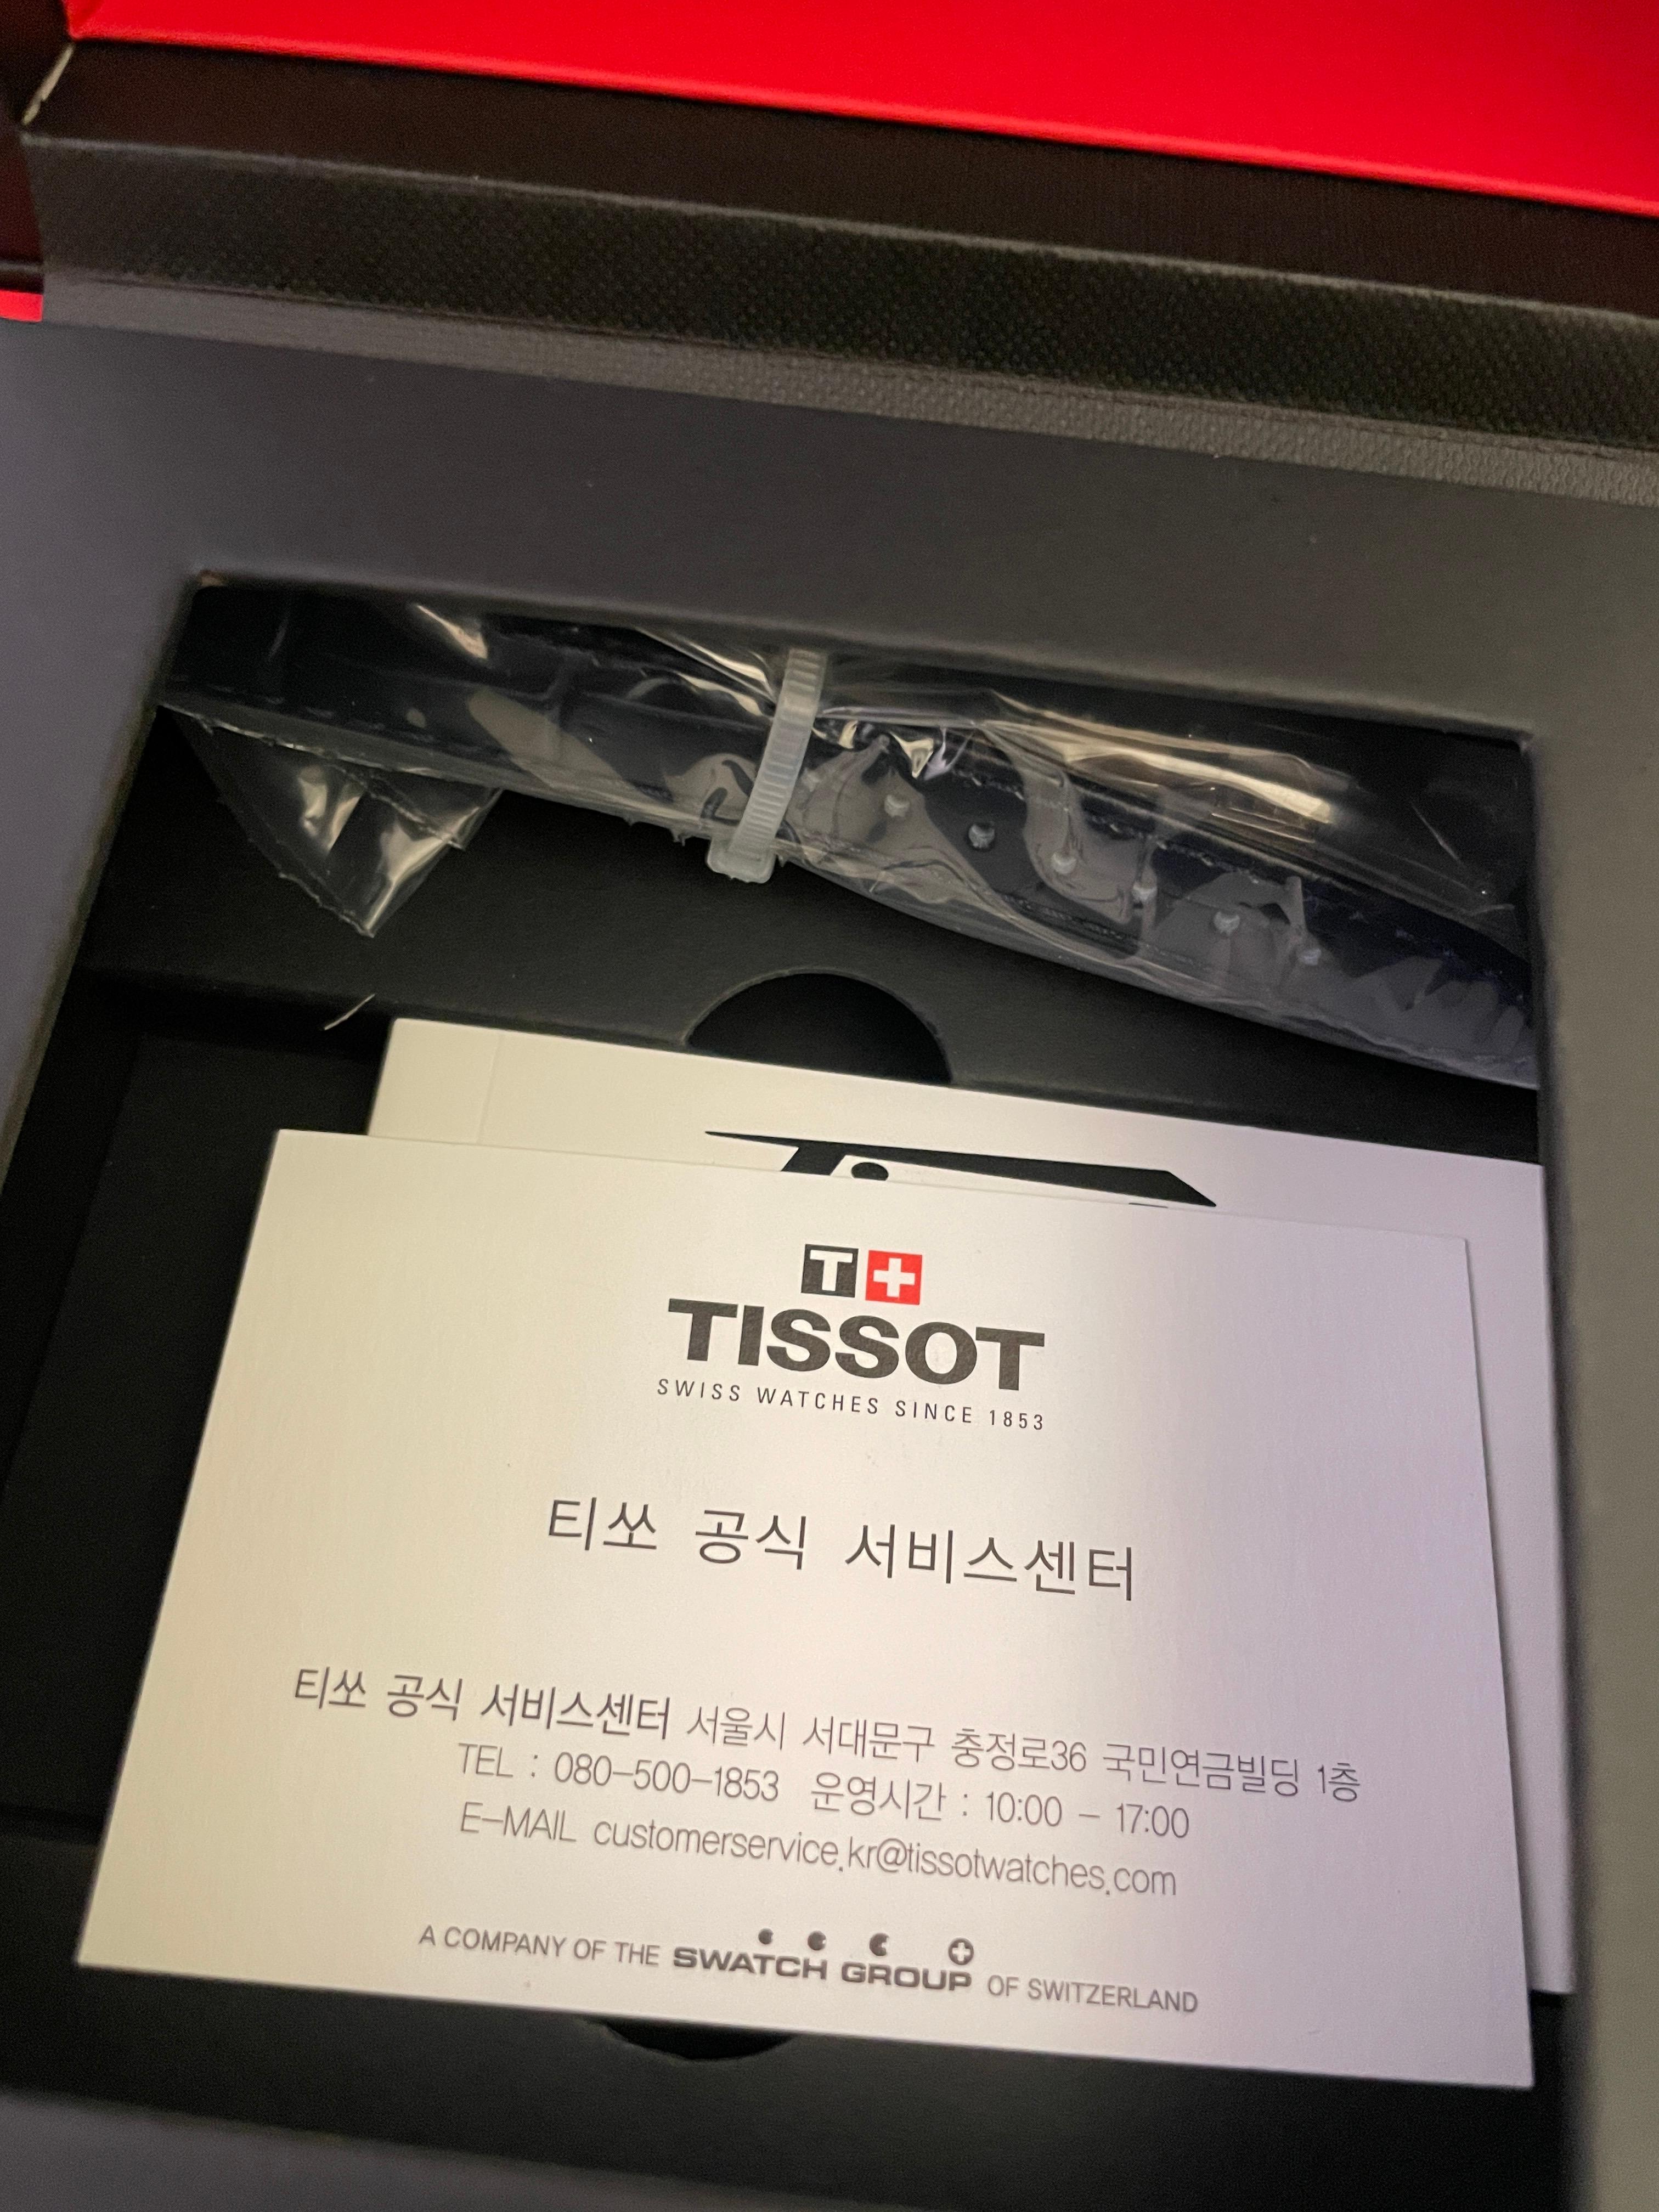 T+
TISSOT
SWISS WATCHES SINCE 1853
티쏘 공식 서비스센터
티쏘 공식 서비스센터 서울시 서대문구 충정로36 국민연금빌딩 1층
TEL : 080-500-1853 운영시간 : 10:00 - 17:00
E-MAIL customerservice.kr@tissotwatches.com
A COMPANY OF THE SWATCH GROUP OF SWITZERLAND